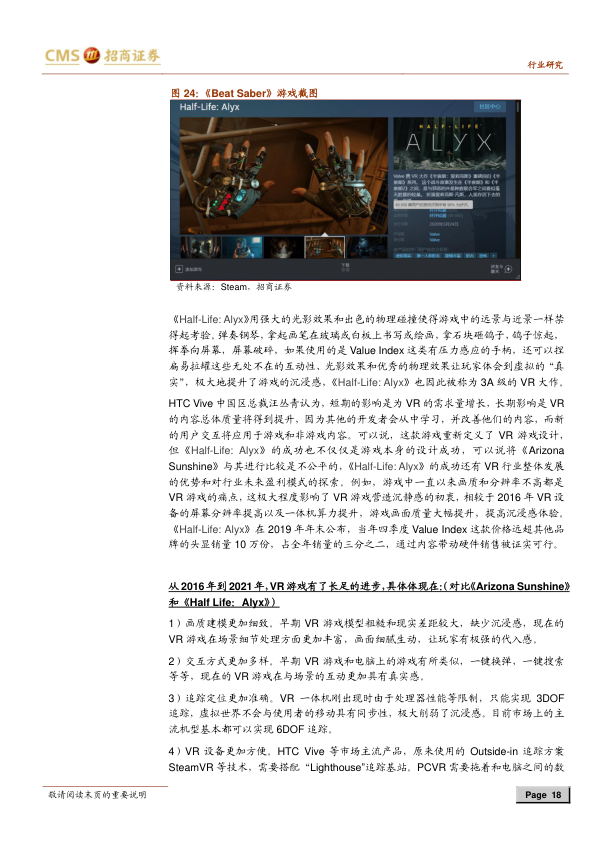 CMS 招商证券
行业研究
图 24：《Beat Saber》游戏截图
Half-Life: Alyx
社区中心
HALF-LIFE
ALYX
Valve
Valve
资料来源：Steam，招商证券
《Half-Life: Alyx》用强大的光影效果和出色的物理碰撞使得游戏中的远景与近景一样禁
得起考验。弹奏钢琴，拿起画笔在玻璃或白板上书写或绘画，拿石块砸鸽子，鸽子惊起，
挥拳向屏幕，屏幕破碎，如果使用的是 Value Index 这类有压力感应的手柄，还可以捏
扁易拉罐这些无处不在的互动性、光影效果和优秀的物理效果让玩家体会到虚拟的“真
实”，极大地提升了游戏的沉浸感，《Half-Life: Alyx》也因此被称为 3A 级的 VR 大作。
HTC Vive 中国区总裁汪丛青认为，短期的影响是为 VR 的需求量增长，长期影响是 VR
的内容总体质量将得到提升，因为其他的开发者会从中学习，并改善他们的内容，而新
的用户交互将应用于游戏和非游戏内容。可以说，这款游戏重新定义了 VR 游戏设计，
但《Half-Life: Alyx》的成功也不仅仅是游戏本身的设计成功，可以说将《Arizona
Sunshine》与其进行比较是不公平的，《Half-Life: Alyx》的成功还有 VR 行业整体发展
的优势和对行业未来盈利模式的探索。例如，游戏中一直以来画质和分辨率不高都是
VR 游戏的痛点，这极大程度影响了 VR 游戏营造沉静感的初衷，相较于 2016 年 VR 设
备的屏幕分辨率提高以及一体机算力提升，游戏画面质量大幅提升，提高沉浸感体验。
《Half-Life: Alyx》在 2019 年年末公布，当年四季度 Value Index 这款价格远超其他品
牌的头显销量 10 万份，占全年销量的三分之二，通过内容带动硬件销售被证实可行。
从 2016 年到 2021 年，VR 游戏有了长足的进步，具体体现在：（对比《Arizona Sunshine》
和《Half Life：Alyx》）
1）画质建模更加细致。早期 VR 游戏模型粗糙和现实差距较大，缺少沉浸感，现在的
VR 游戏在场景细节处理方面更加丰富，画面细腻生动，让玩家有极强的代入感。
2）交互方式更加多样。早期 VR 游戏和电脑上的游戏有所类似，一键换弹，一键搜索
等等，现在的 VR 游戏在与场景的互动更加具有真实感。
3）追踪定位更加准确。VR 一体机刚出现时由于处理器性能等限制，只能实现 3DOF
追踪，虚拟世界不会与使用者的移动具有同步性，极大削弱了沉浸感。目前市场上的主
流机型基本都可以实现 6DOF 追踪。
4）VR 设备更加方便。HTC Vive 等市场主流产品，原来使用的 Outside-in 追踪方案
SteamVR 等技术，需要搭配“Lighthouse”追踪基站。PCVR 需要拖着和电脑之间的数
敬请阅读末页的重要说明
Page 18